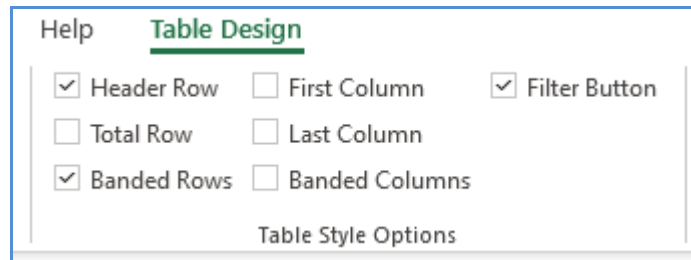 Help Table Design
Header Row First Column Filter Button
Total Row Last Column
Banded Rows Banded Columns
Table Style Options